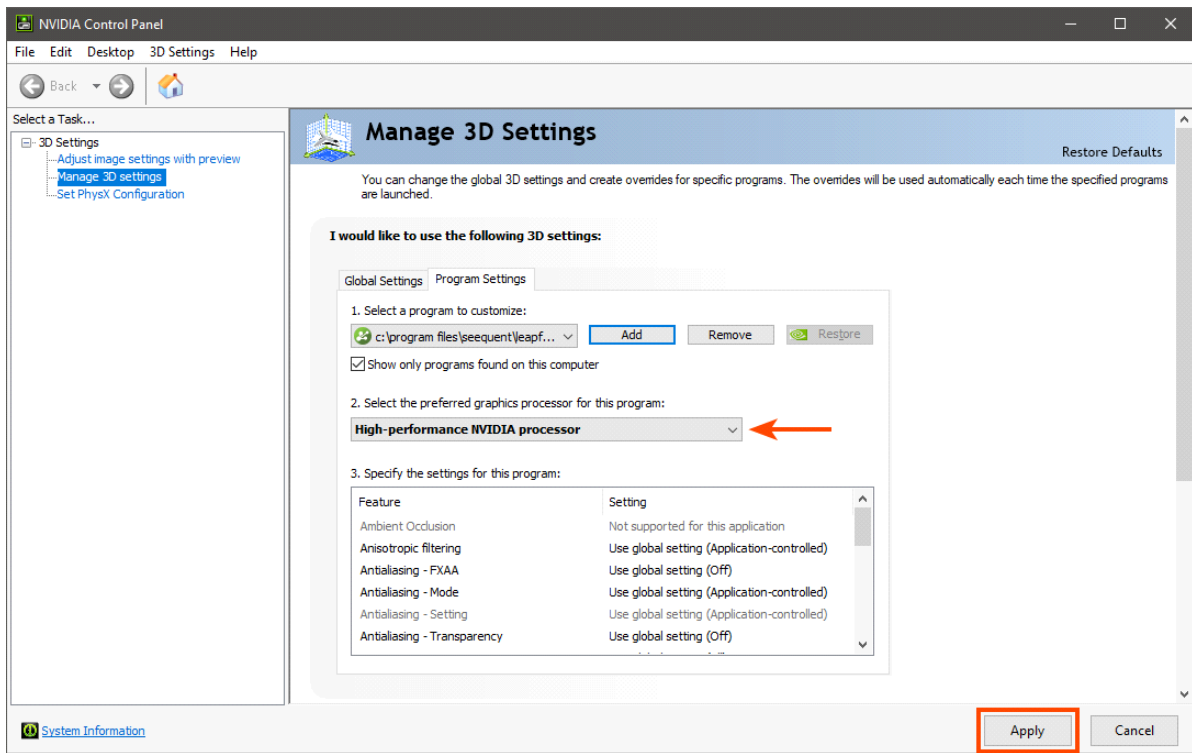 NVIDIA Control Panel
File Edit Desktop 3D Settings Help
Back
Select a Task...
3D Settings
Adjust image settings with preview
Manage 3D settings
Set PhysX Configuration
Manage 3D Settings
Restore Defaults
You can change the global 3D settings and create overrides for specific programs. The overrides will be used automatically each time the specified programs
are launched.
I would like to use the following 3D settings:
Global Settings Program Settings
1. Select a program to customize:
c:\program files\seequent\leapf...
Add Remove Restore
Show only programs found on this computer
2. Select the preferred graphics processor for this program:
High-performance NVIDIA processor
3. Specify the settings for this program:
Feature Setting
Ambient Occlusion Not supported for this application
Anisotropic filtering Use global setting (Application-controlled)
Antialiasing - FXAA Use global setting (Off)
Antialiasing - Mode Use global setting (Application-controlled)
Antialiasing - Setting Use global setting (Application-controlled)
Antialiasing - Transparency Use global setting (Off)
System Information
Apply Cancel